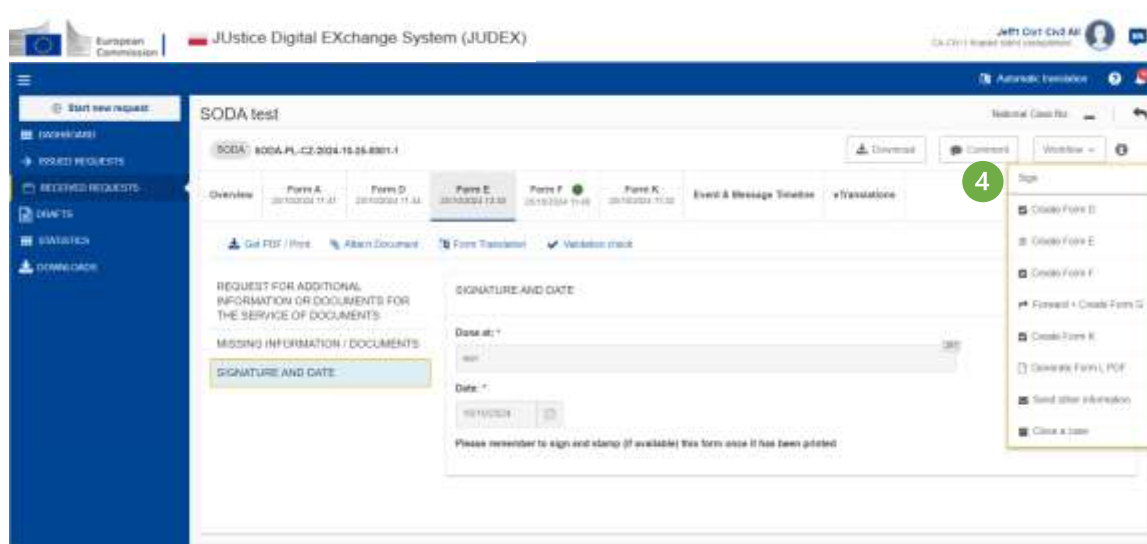 European
Commission
JUstice Digital EXchange System (JUDEX)
Automatic translation
Start new request
DASHBOARD
ISSUED REQUESTS
RECEIVED REQUESTS
DRAFTS
STATISTICS
DOWNLOADS
SODA test
National Case No
SODA
Download
Comment
Workflow
4
Overview
Form A
Form D
Form E
Form F
Form K
Event & Message Timeline
eTranslations
Get PDF / Print
Attach Document
Form Translation
Validation check
REQUEST FOR ADDITIONAL
INFORMATION OR DOCUMENTS FOR
THE SERVICE OF DOCUMENTS
MISSING INFORMATION / DOCUMENTS
SIGNATURE AND DATE
SIGNATURE AND DATE
Done at: *
Date: *
Please remember to sign and stamp (if available) this form once it has been printed
Sign
Create Form D
Create Form E
Create Form F
Forward + Create Form G
Create Form K
Generate Form L PDF
Send other information
Close a case